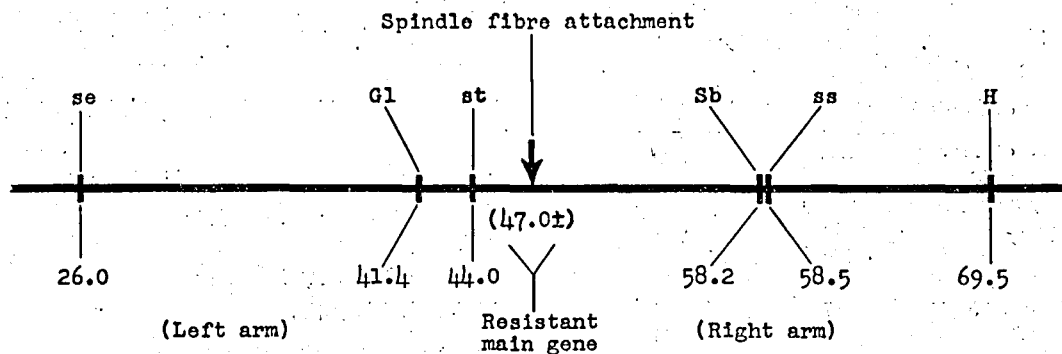 Spindle fibre attachment
se Gl st Sb ss H
(47.0±)
26.0 41.4 44.0 58.2 58.5 69.5
(Left arm) Resistant main gene (Right arm)